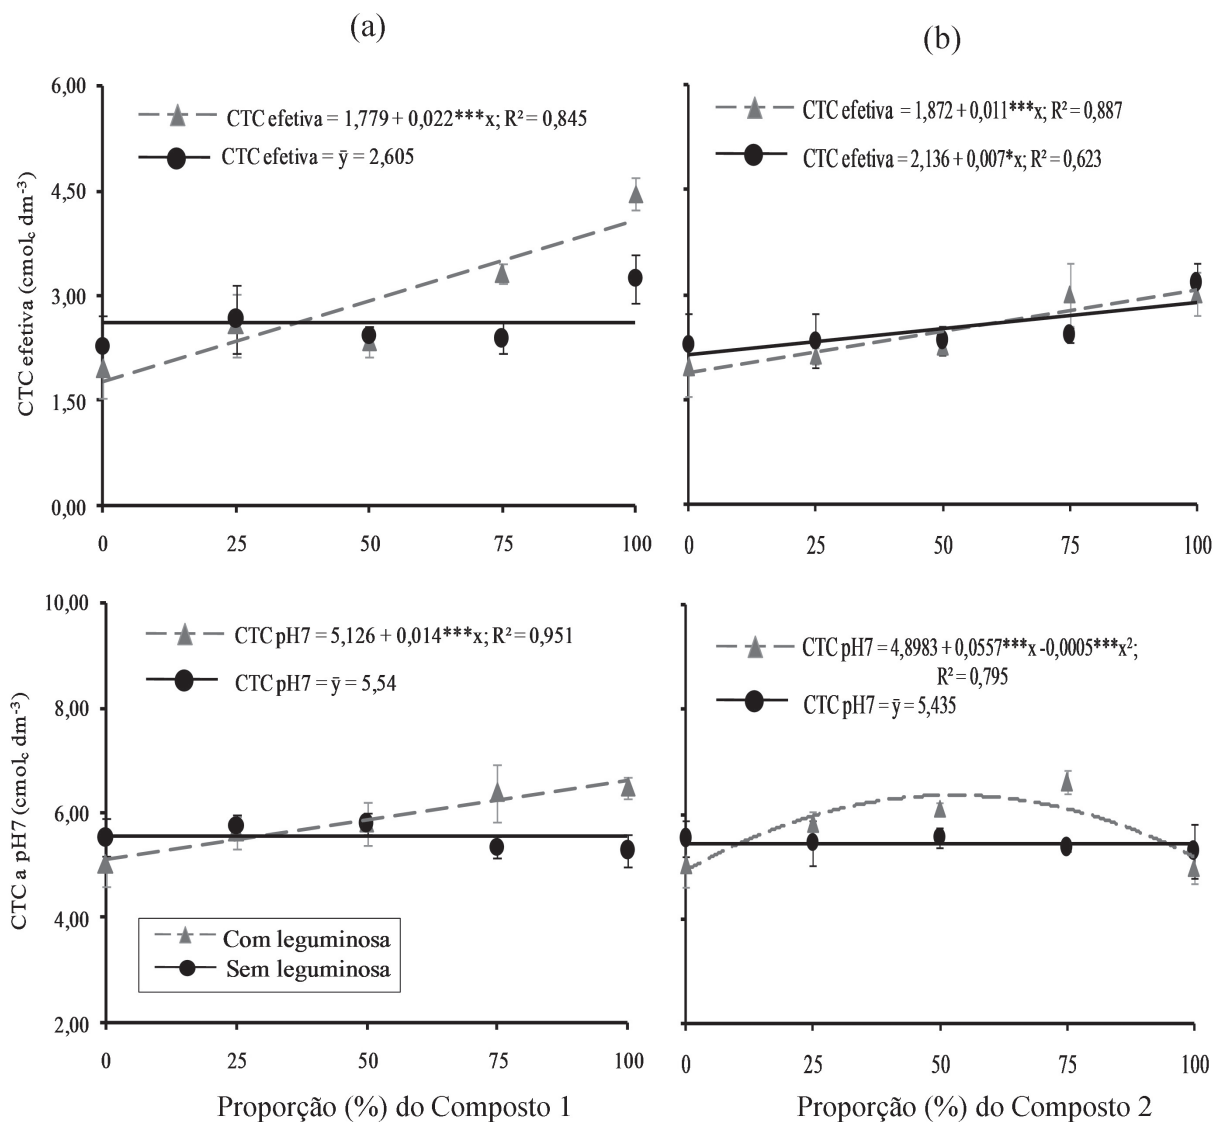 (a)
(b)
6,00
4,50
3,00
1,50
0,00
CTC efetiva (cmolc dm-3)
CTC efetiva = 1,779 + 0,022***x; R² = 0,845
CTC efetiva = ȳ = 2,605
0 25 50 75 100
CTC efetiva = 1,872 + 0,011***x; R² = 0,887
CTC efetiva = 2,136 + 0,007*x; R² = 0,623
0 25 50 75 100
10,00
8,00
6,00
4,00
2,00
CTC a pH7 (cmolc dm-3)
CTC pH7 = 5,126 + 0,014***x; R² = 0,951
CTC pH7 = ȳ = 5,54
Com leguminosa
Sem leguminosa
0 25 50 75 100
Proporção (%) do Composto 1
CTC pH7 = 4,8983 + 0,0557***x -0,0005***x²;
R² = 0,795
CTC pH7 = ȳ = 5,435
0 25 50 75 100
Proporção (%) do Composto 2